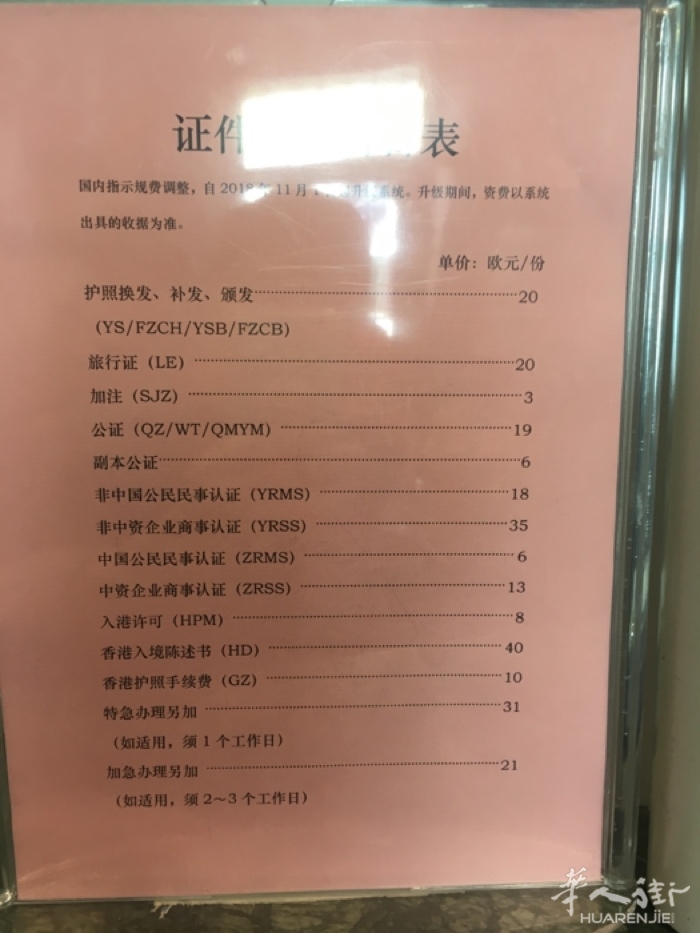 证件 表
国内指示规费调整，自2018年11月1 升 系统。升级期间，资费以系统
出具的收据为准。
单价：欧元/份
护照换发、补发、颁发 20
(YS/FZCH/YSB/FZCB)
旅行证（LE） 20
加注（SJZ） 3
公证（QZ/WT/QMYM） 19
副本公证 6
非中国公民民事认证（YRMS） 18
非中资企业商事认证（YRSS） 35
中国公民民事认证（ZRMS） 6
中资企业商事认证（ZRSS） 13
入港许可（HPM） 8
香港入境陈述书（HD） 40
香港护照手续费（GZ） 10
特急办理另加 31
（如适用，须1个工作日）
加急办理另加 21
（如适用，须2～3个工作日）
华人街
HUARENJIE